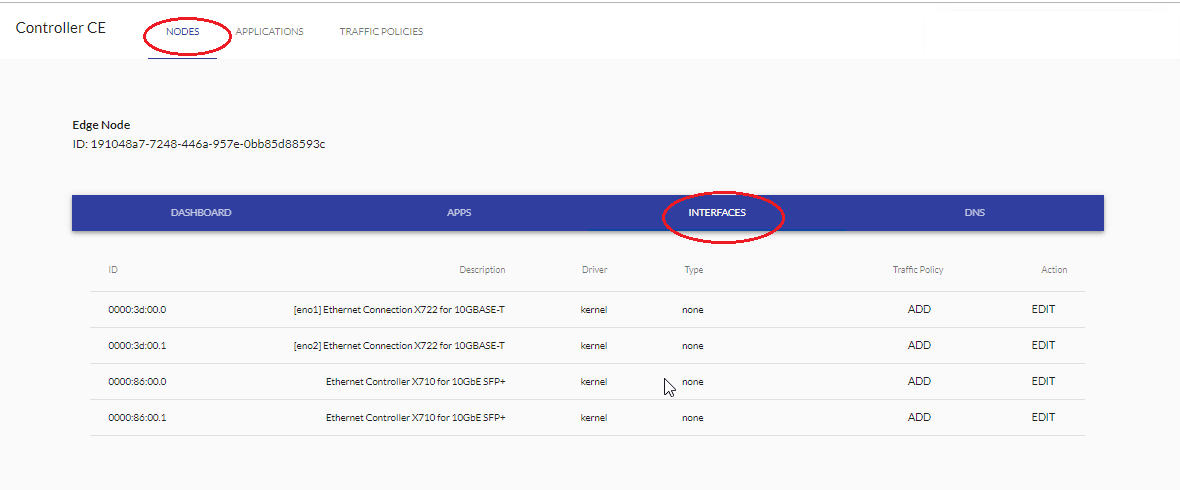 Controller CE NODES APPLICATIONS TRAFFIC POLICIES
Edge Node
ID: 191048a7-7248-446a-957e-0bb85d88593c
DASHBOARD APPS INTERFACES DNS
ID Description Driver Type Traffic Policy Action
0000:3d:00.0 [eno1] Ethernet Connection X722 for 10GBASE-T kernel none ADD EDIT
0000:3d:00.1 [eno2] Ethernet Connection X722 for 10GBASE-T kernel none ADD EDIT
0000:86:00.0 Ethernet Controller X710 for 10GbE SFP+ kernel none ADD EDIT
0000:86:00.1 Ethernet Controller X710 for 10GbE SFP+ kernel none ADD EDIT